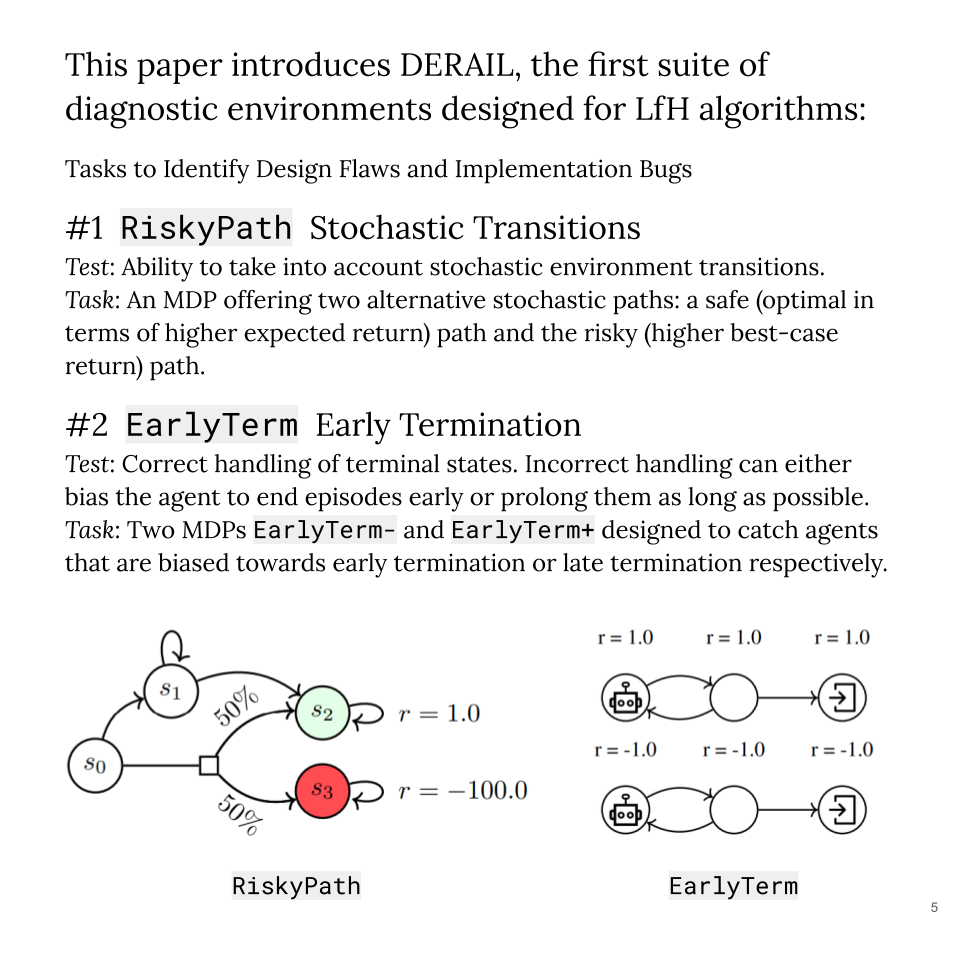 This paper introduces DERAIL, the first suite of
diagnostic environments designed for LfH algorithms:
Tasks to Identify Design Flaws and Implementation Bugs
#1 RiskyPath Stochastic Transitions
Test: Ability to take into account stochastic environment transitions.
Task: An MDP offering two alternative stochastic paths: a safe (optimal in
terms of higher expected return) path and the risky (higher best-case
return) path.
#2 EarlyTerm Early Termination
Test: Correct handling of terminal states. Incorrect handling can either
bias the agent to end episodes early or prolong them as long as possible.
Task: Two MDPs EarlyTerm- and EarlyTerm+ designed to catch agents
that are biased towards early termination or late termination respectively.
s0
s1
50%
s2
r = 1.0
s3
r = −100.0
50%
RiskyPath
r = 1.0 r = 1.0 r = 1.0
r = -1.0 r = -1.0 r = -1.0
EarlyTerm
5